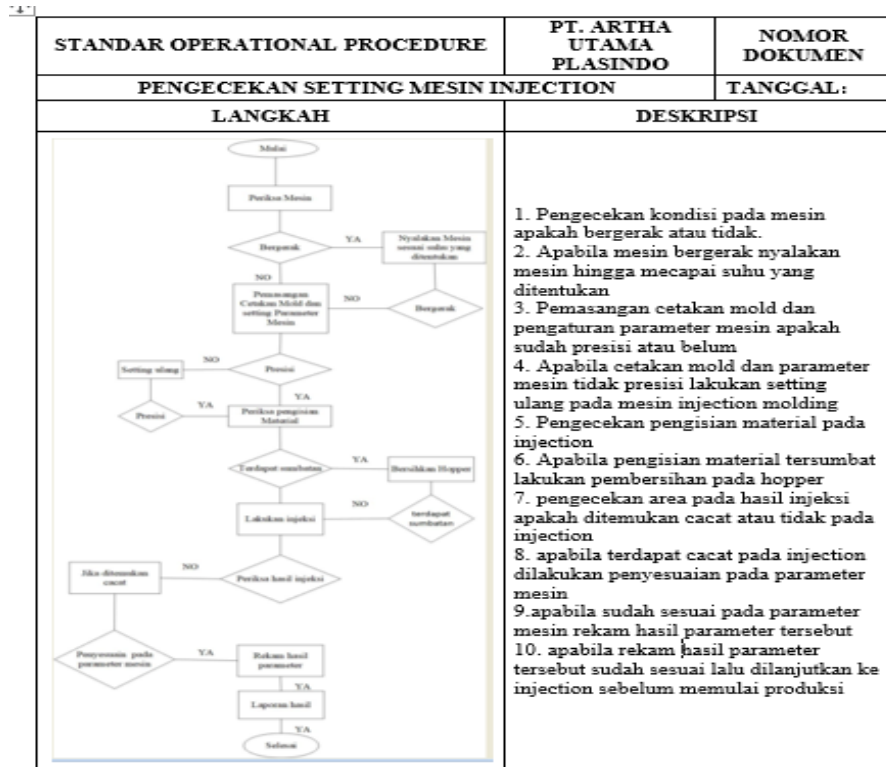 STANDAR OPERATIONAL PROCEDURE
PT. ARTHA
UTAMA
PLASINDO
NOMOR
DOKUMEN
PENGECEKAN SETTING MESIN INJECTION
TANGGAL:
LANGKAH
DESKRIPSI
Mulai
Periksa Mesin
Bergerak
YA
Nyalakan Mesin
sesuai suhu yang
ditentukan
NO
Pemasangan
Cetakan Mold dan
setting Parameter
Mesin
NO
Bergerak
Setting ulang
NO
Presisi
YA
Presisi
YA
Periksa pengisian
Material
Terdapat sumbatan
YA
Bersihkan Hopper
Lakukan injeksi
NO
terdapat
sumbatan
Jika ditemukan
cacat
NO
Periksa hasil injeksi
Penyesuain pada
parameter mesin
YA
Rekam hasil
parameter
YA
Laporan hasil
YA
Selesai
1. Pengecekan kondisi pada mesin
apakah bergerak atau tidak.
2. Apabila mesin bergerak nyalakan
mesin hingga mecapai suhu yang
ditentukan
3. Pemasangan cetakan mold dan
pengaturan parameter mesin apakah
sudah presisi atau belum
4. Apabila cetakan mold dan parameter
mesin tidak presisi lakukan setting
ulang pada mesin injection molding
5. Pengecekan pengisian material pada
injection
6. Apabila pengisian material tersumbat
lakukan pembersihan pada hopper
7. pengecekan area pada hasil injeksi
apakah ditemukan cacat atau tidak pada
injection
8. apabila terdapat cacat pada injection
dilakukan penyesuaian pada parameter
mesin
9.apabila sudah sesuai pada parameter
mesin rekam hasil parameter tersebut
10. apabila rekam hasil parameter
tersebut sudah sesuai lalu dilanjutkan ke
injection sebelum memulai produksi